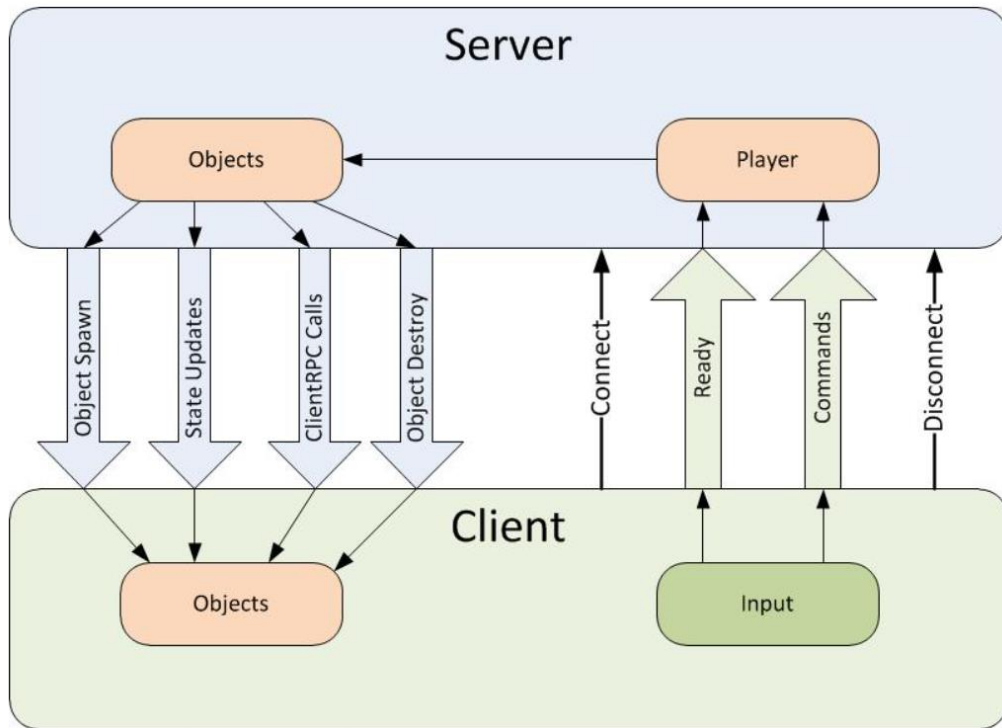 Server
Objects
Player
Object Spawn
State Updates
ClientRPC Calls
Object Destroy
Connect
Ready
Commands
Disconnect
Client
Objects
Input